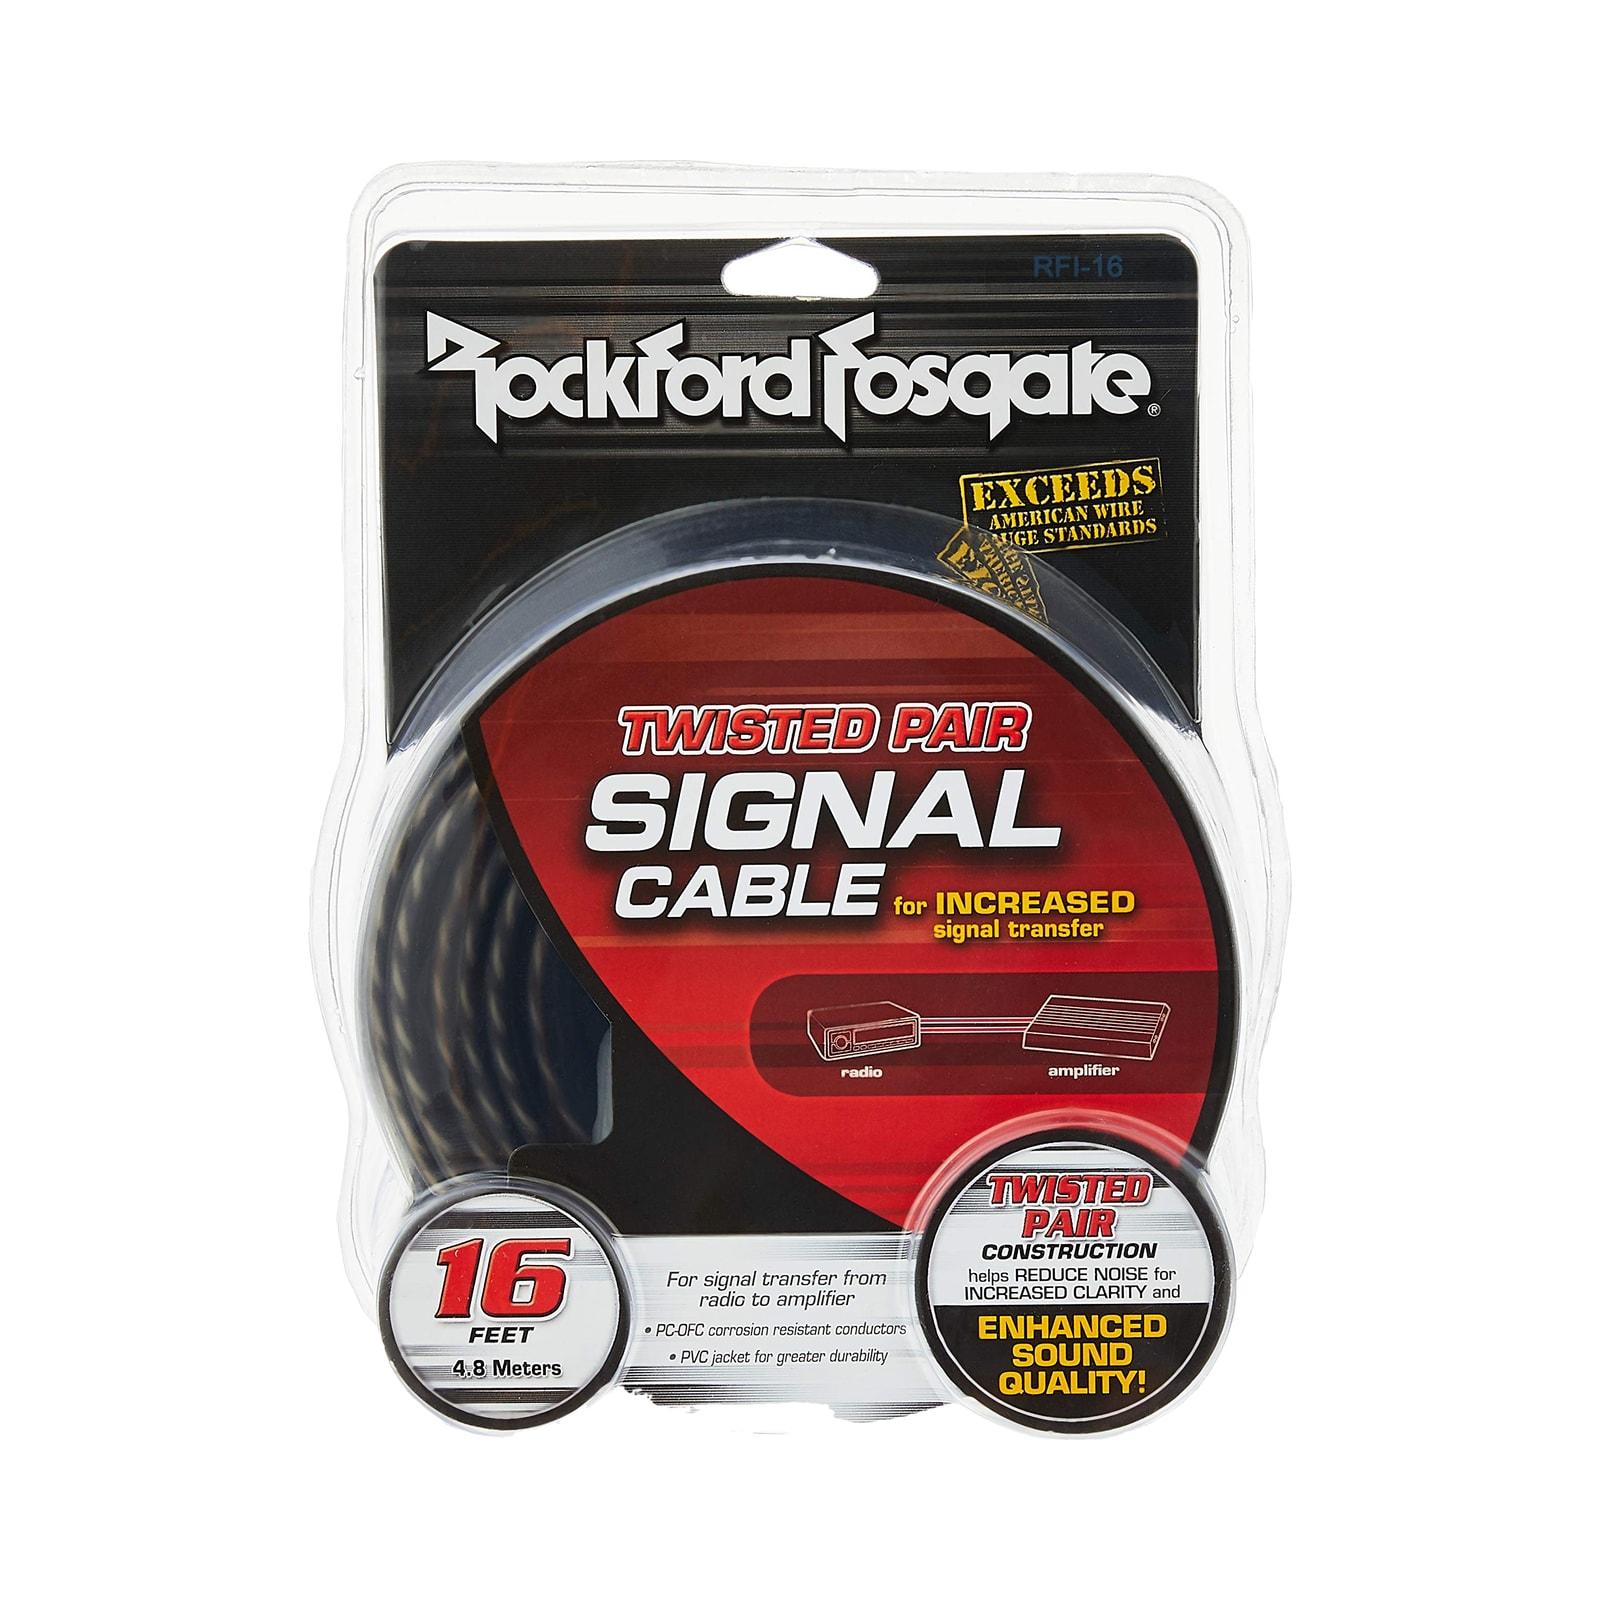 RFI-16
Rockford Fosgate®
EXCEEDS
AMERICAN WIRE
GAUGE STANDARDS
TWISTED PAIR
SIGNAL
CABLE for INCREASED
signal transfer
radio
amplifier
16
FEET
4.8 Meters
For signal transfer from
radio to amplifier
• PC-OFC corrosion resistant conductors
• PVC jacket for greater durability
TWISTED
PAIR
CONSTRUCTION
helps REDUCE NOISE for
INCREASED CLARITY and
ENHANCED
SOUND
QUALITY!